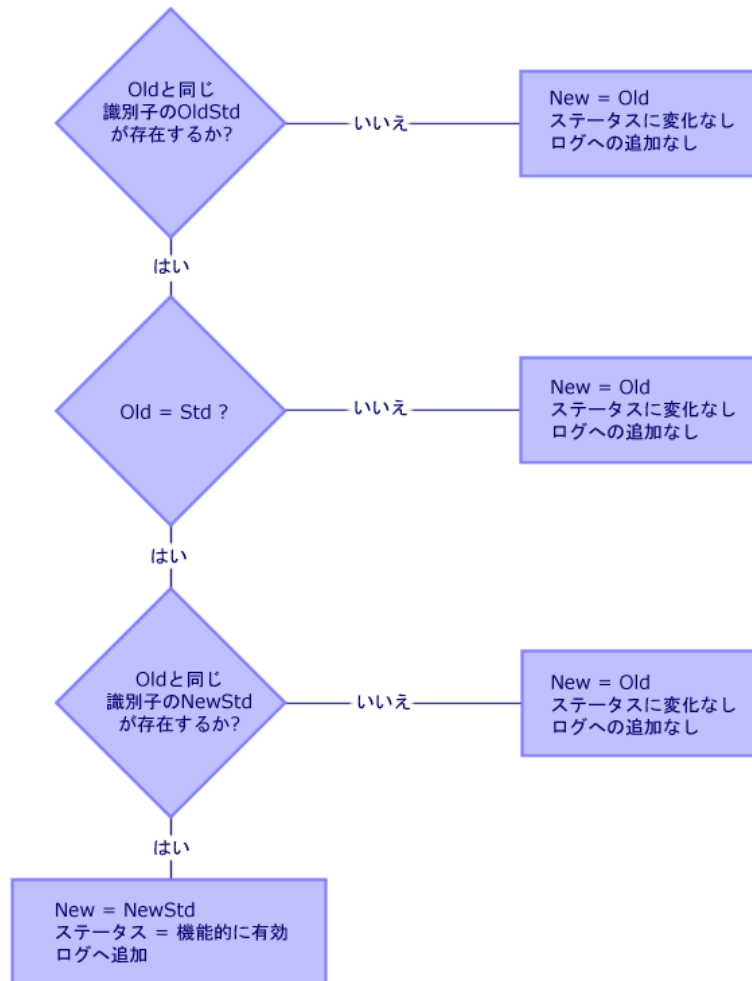 Oldと同じ
識別子のOldStd
が存在するか?
いいえ
New = Old
ステータスに変化なし
ログへの追加なし
はい
Old = Std ?
いいえ
New = Old
ステータスに変化なし
ログへの追加なし
はい
Oldと同じ
識別子のNewStd
が存在するか?
いいえ
New = Old
ステータスに変化なし
ログへの追加なし
はい
New = NewStd
ステータス = 機能的に有効
ログへ追加